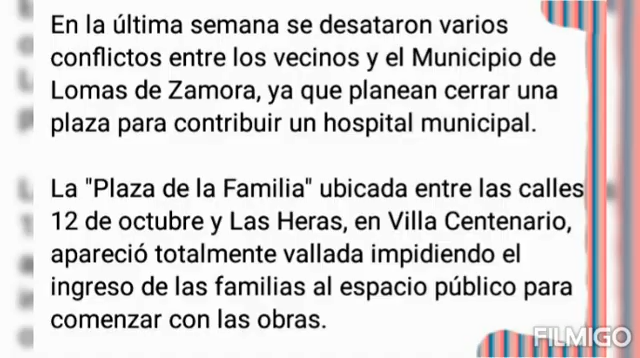 En la última semana se desataron varios
conflictos entre los vecinos y el Municipio de
Lomas de Zamora, ya que planean cerrar una
plaza para contribuir un hospital municipal.
La "Plaza de la Familia" ubicada entre las calles
12 de octubre y Las Heras, en Villa Centenario,
apareció totalmente vallada impidiendo el
ingreso de las familias al espacio público para
comenzar con las obras.
FILMIGO